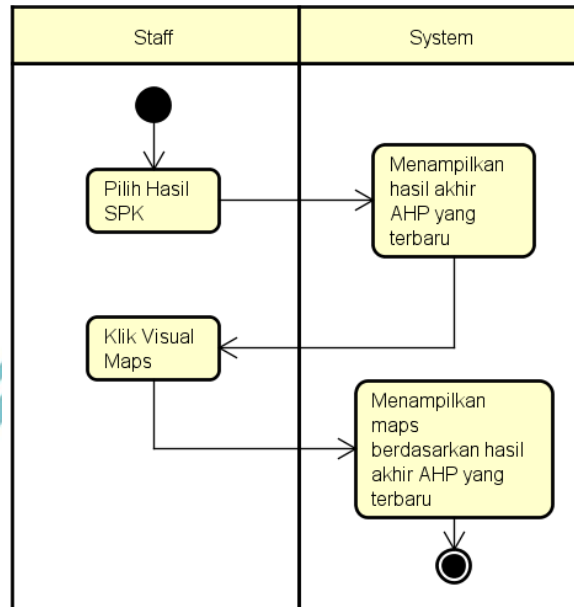 Staff
System
Pilih Hasil
SPK
Menampilkan
hasil akhir
AHP yang
terbaru
Klik Visual
Maps
Menampilkan
maps
berdasarkan hasil
akhir AHP yang
terbaru